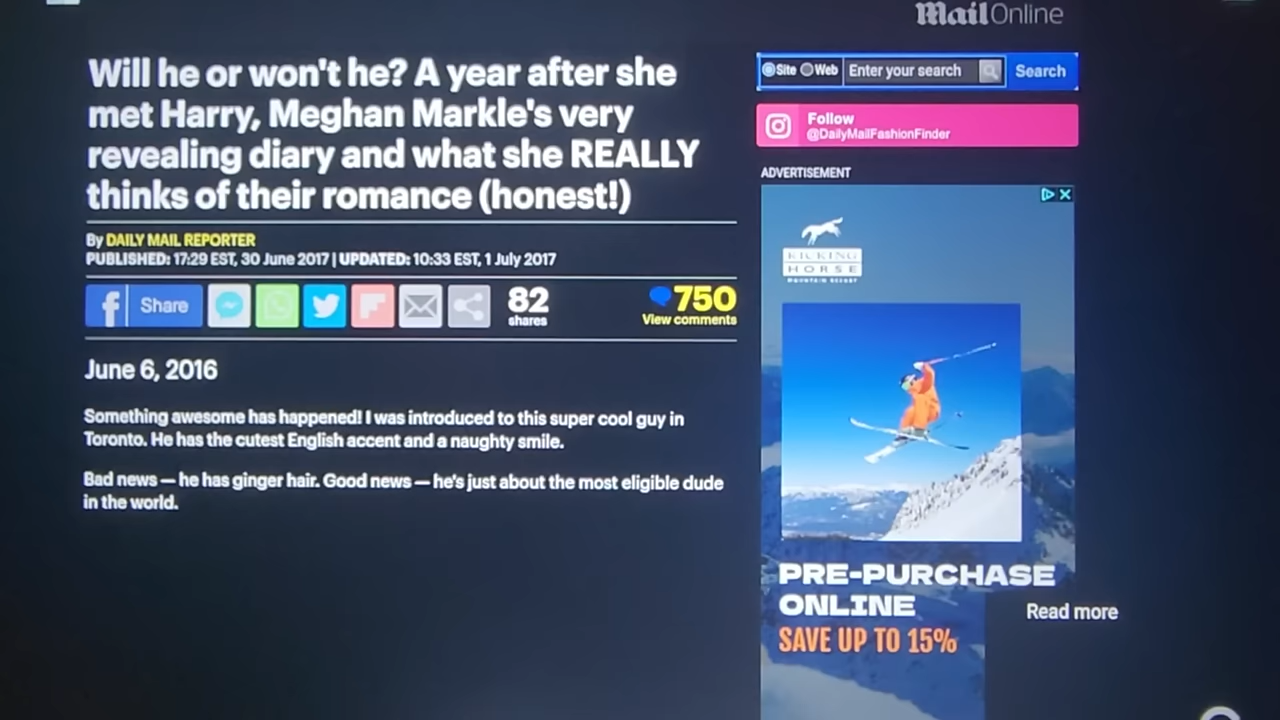 Mail Online
Will he or won't he? A year after she
met Harry, Meghan Markle's very
revealing diary and what she REALLY
thinks of their romance (honest!)
By DAILY MAIL REPORTER
PUBLISHED: 17:29 EST, 30 June 2017 | UPDATED: 10:33 EST, 1 July 2017
f Share
82
shares
750
View comments
June 6, 2016
Something awesome has happened! I was introduced to this super cool guy in
Toronto. He has the cutest English accent and a naughty smile.
Bad news — he has ginger hair. Good news — he's just about the most eligible dude
in the world.
Site Web Enter your search Search
Follow
@DailyMailFashionFinder
ADVERTISEMENT
KICKING
HORSE
MOUNTAIN RESORT
PRE-PURCHASE
ONLINE
SAVE UP TO 15%
Read more